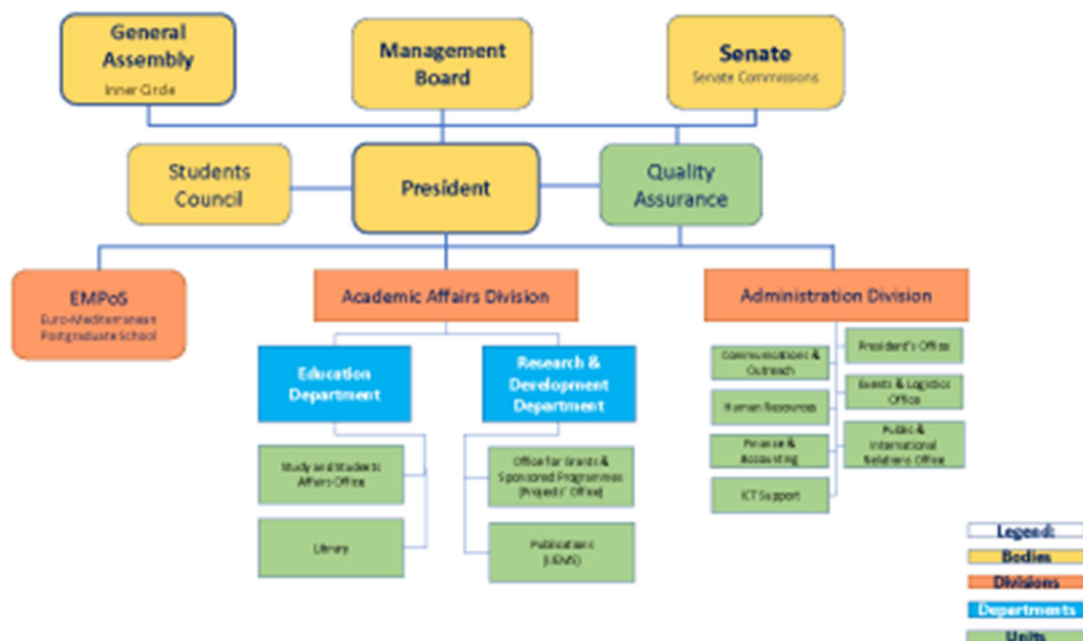 General
Assembly
Inner Circle
Management
Board
Senate
Senate Commissions
Students
Council
President
Quality
Assurance
EMPoS
Euro-Mediterranean
Postgraduate School
Academic Affairs Division
Administration Division
Education
Department
Research &
Development
Department
Study and Students
Affairs Office
Library
Office for Grants &
Sponsored Programmes
(Projects' Office)
Publications
Communications &
Outreach
Human Resources
Finance &
Accounting
ICT Support
President's Office
Events & Logistics
Office
Public &
International
Relations Office
Legend:
Bodies
Divisions
Departments
Units